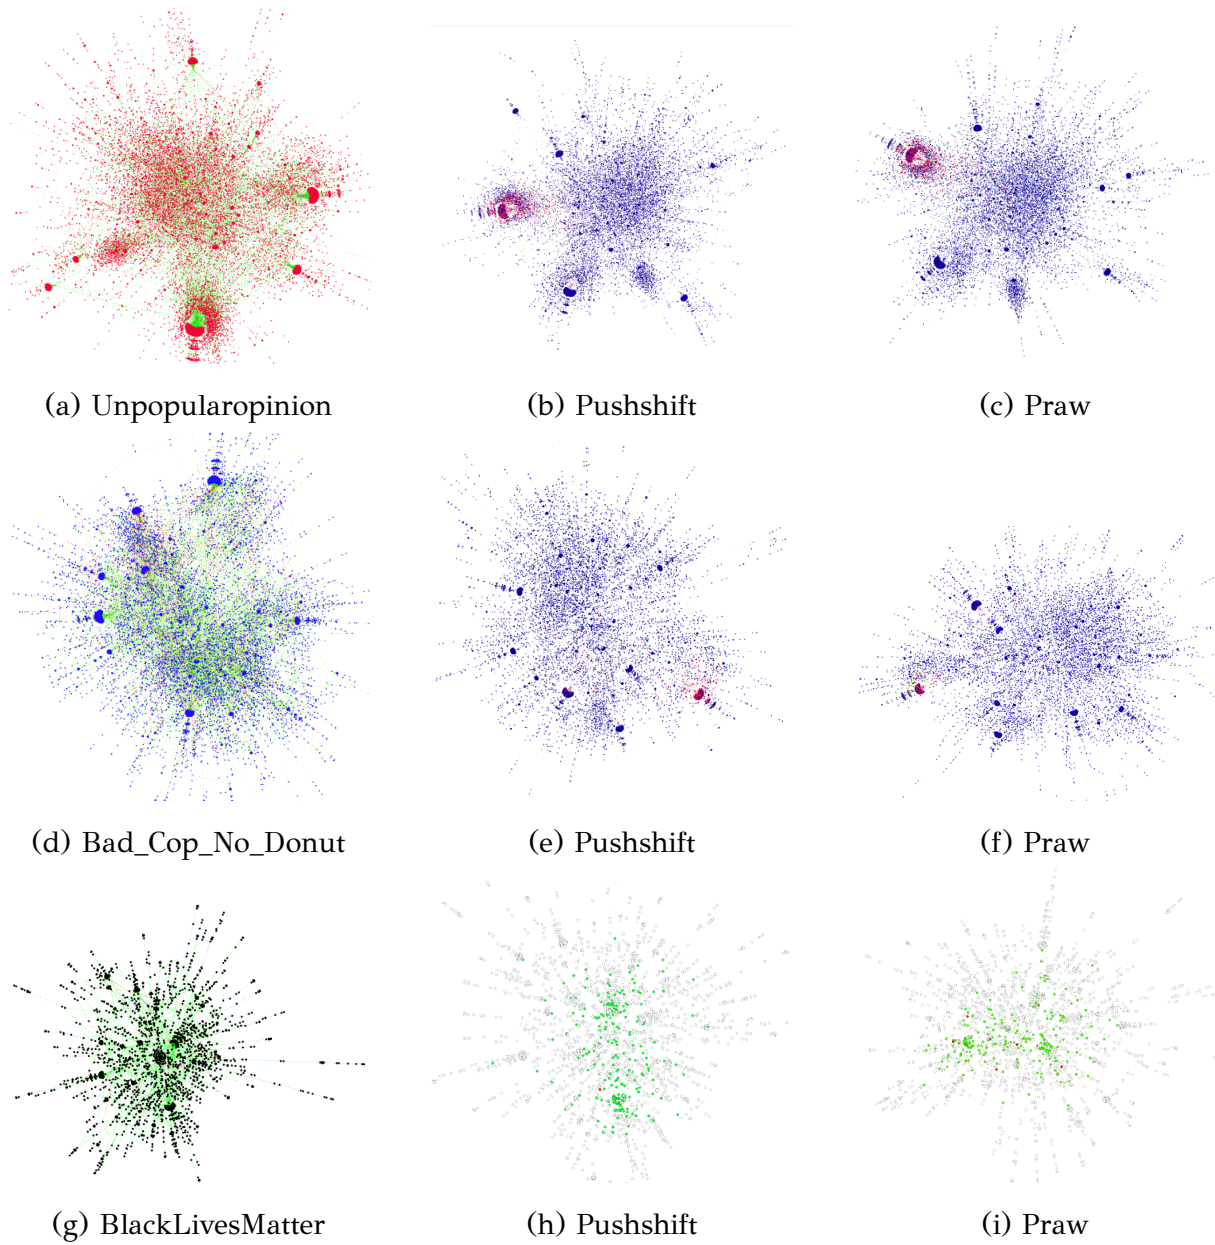 (a) Unpopularopinion
(b) Pushshift
(c) Praw
(d) Bad_Cop_No_Donut
(e) Pushshift
(f) Praw
(g) BlackLivesMatter
(h) Pushshift
(i) Praw